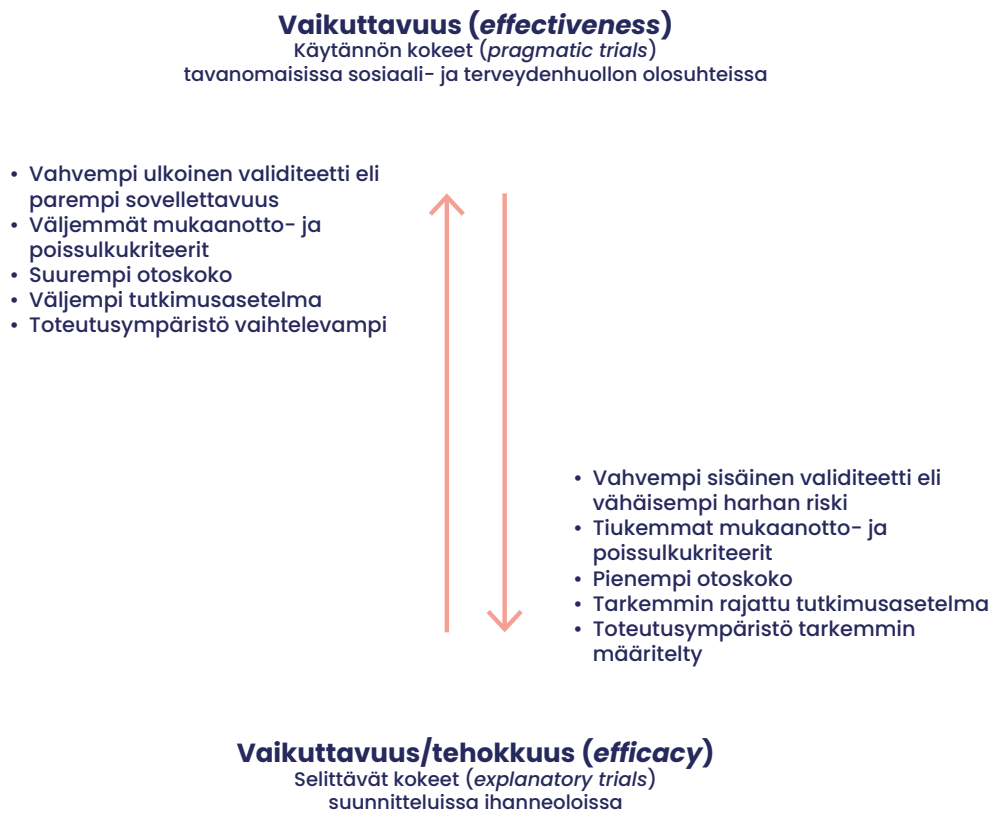 Vaikuttavuus (effectiveness)
Käytännön kokeet (pragmatic trials)
tavanomaisissa sosiaali- ja terveydenhuollon olosuhteissa
• Vahvempi ulkoinen validiteetti eli
parempi sovellettavuus
• Väljemmät mukaanotto- ja
poissulkukriteerit
• Suurempi otoskoko
• Väljempi tutkimusasetelma
• Toteutusympäristö vaihtelevampi
• Vahvempi sisäinen validiteetti eli
vähäisempi harhan riski
• Tiukemmat mukaanotto- ja
poissulkukriteerit
• Pienempi otoskoko
• Tarkemmin rajattu tutkimusasetelma
• Toteutusympäristö tarkemmin
määritelty
Vaikuttavuus/tehokkuus (efficacy)
Selittävät kokeet (explanatory trials)
suunnitteluissa ihanneoloissa